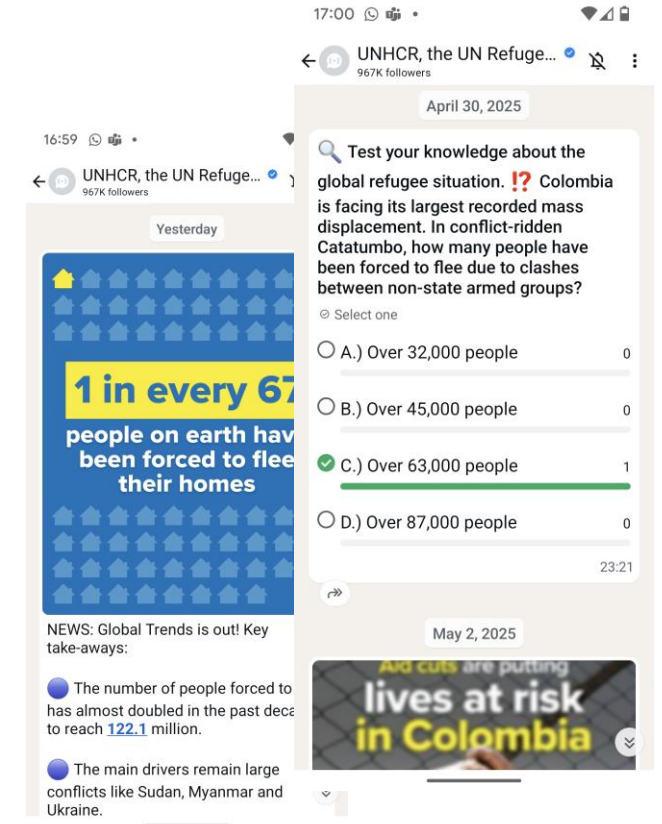 16:59
UNHCR, the UN Refuge...
967K followers
Yesterday
1 in every 67
people on earth hav
been forced to flee
their homes
NEWS: Global Trends is out! Key
take-aways:
The number of people forced to
has almost doubled in the past deca
to reach 122.1 million.
The main drivers remain large
conflicts like Sudan, Myanmar and
Ukraine.
17:00
UNHCR, the UN Refuge...
967K followers
April 30, 2025
🔍 Test your knowledge about the
global refugee situation. ⁉️ Colombia
is facing its largest recorded mass
displacement. In conflict-ridden
Catatumbo, how many people have
been forced to flee due to clashes
between non-state armed groups?
Select one
A.) Over 32,000 people 0
B.) Over 45,000 people 0
C.) Over 63,000 people 1
D.) Over 87,000 people 0
23:21
May 2, 2025
Aid cuts are putting
lives at risk
in Colombia